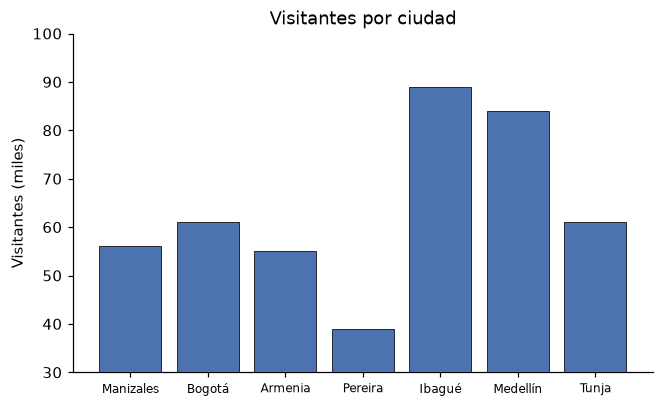 Visitantes por ciudad
Visitantes (miles)
100
90
80
70
60
50
40
30
Manizales Bogotá Armenia Pereira Ibagué Medellín Tunja